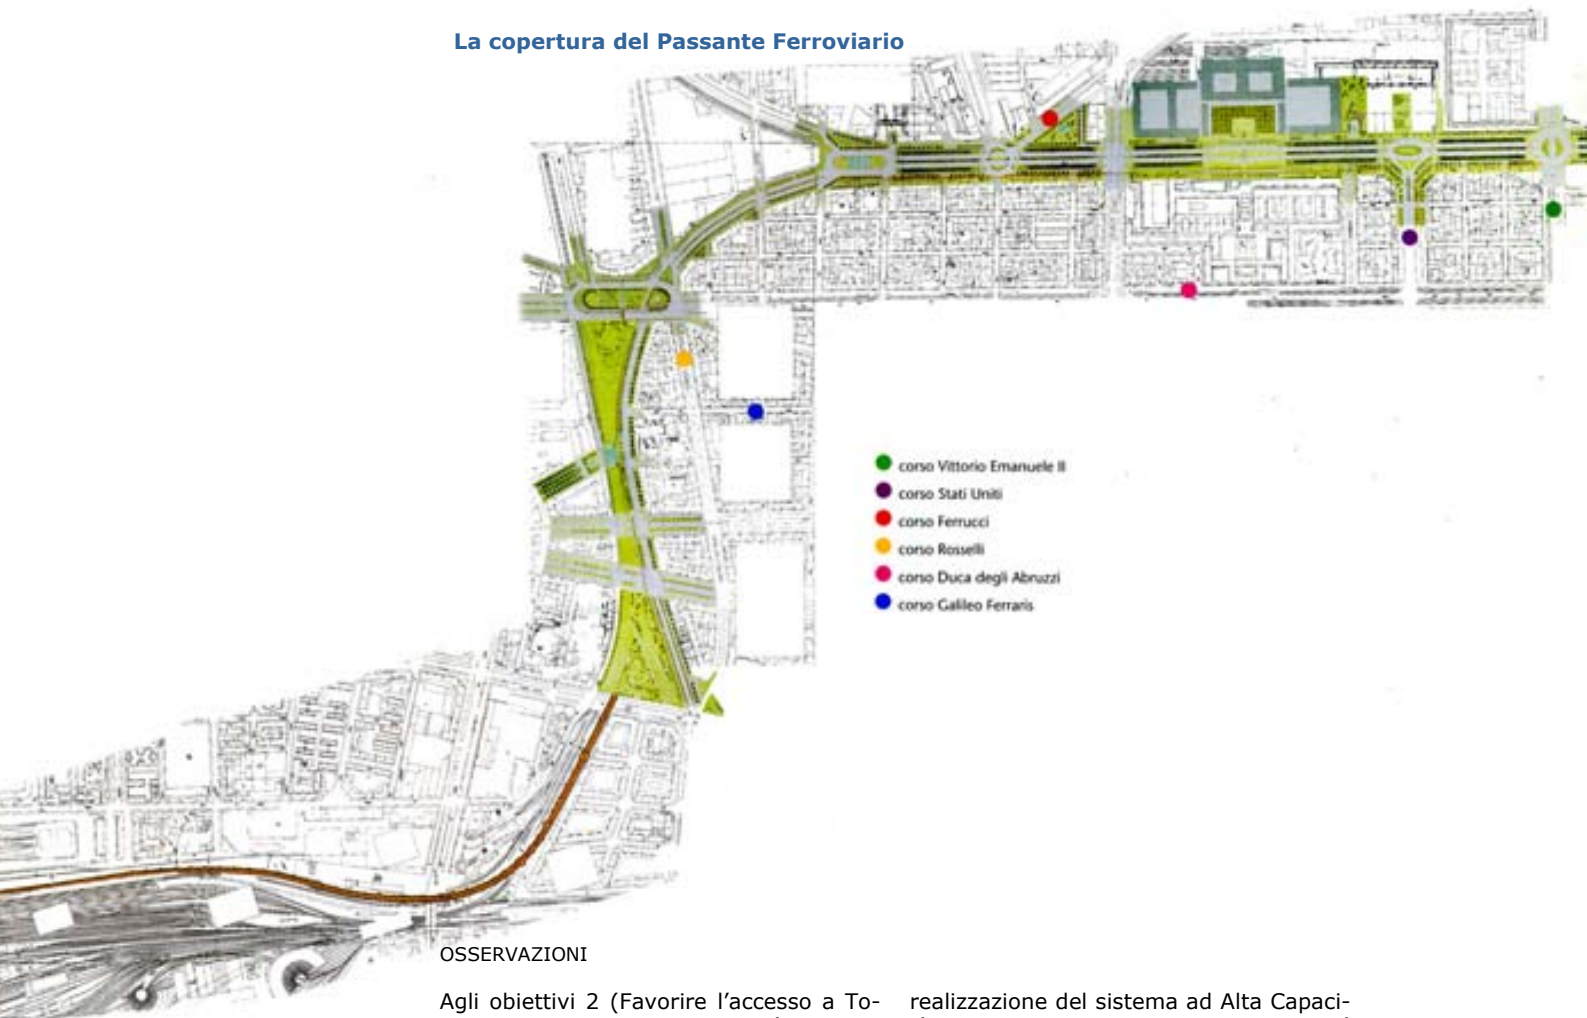 La copertura del Passante Ferroviario
corso Vittorio Emanuele II
corso Stati Uniti
corso Ferrucci
corso Rosselli
corso Duca degli Abruzzi
corso Galileo Ferraris
OSSERVAZIONI
Agli obiettivi 2 (Favorire l’accesso a To-
realizzazione del sistema ad Alta Capaci-